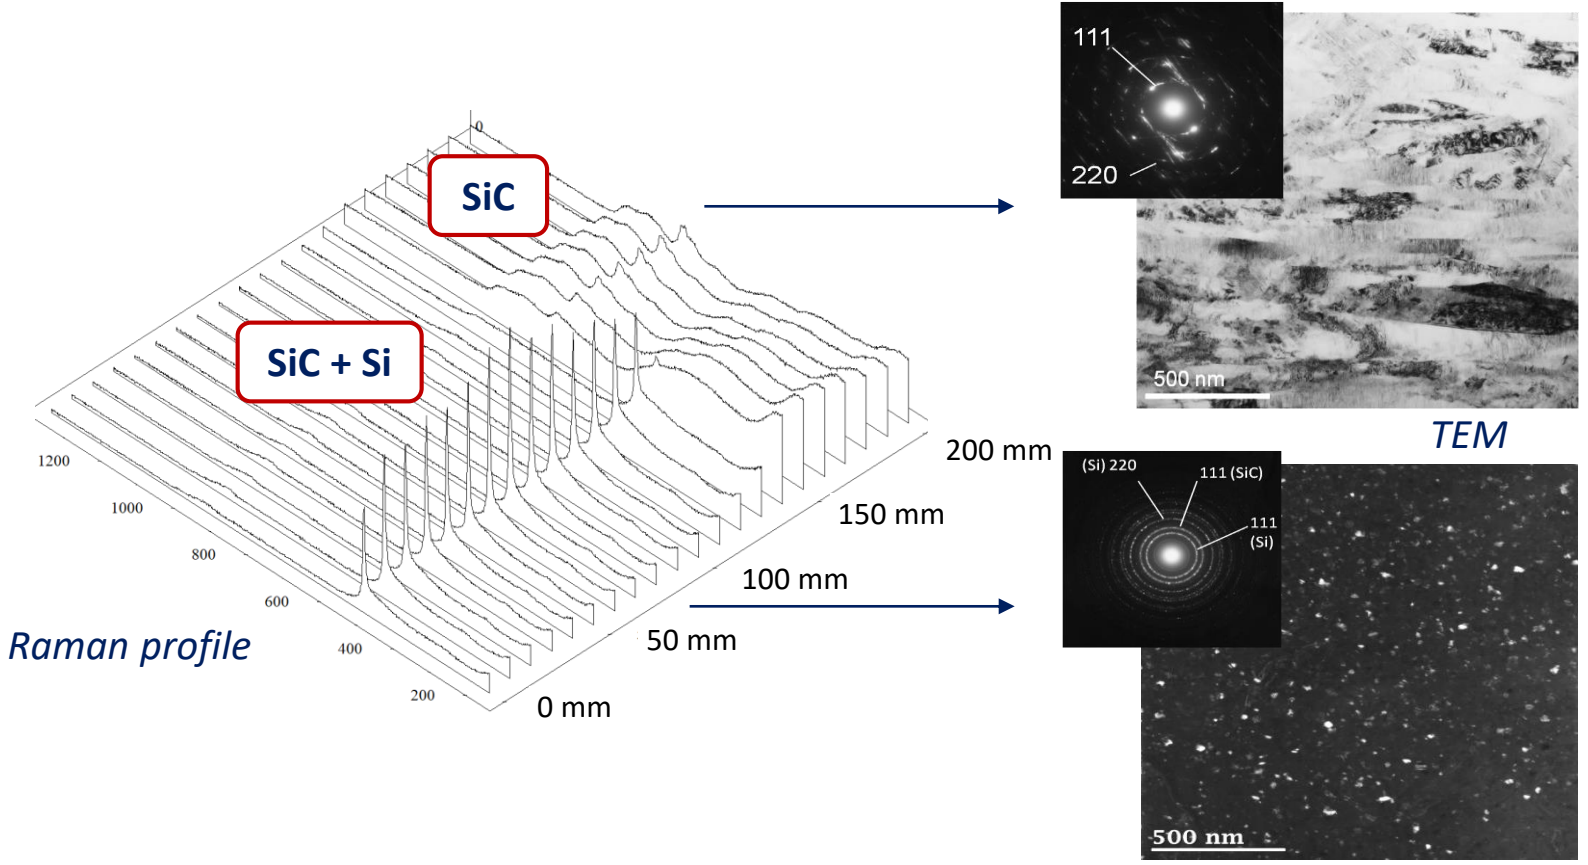 0
SiC
SiC + Si
1200
1000
800
600
400
200
Raman profile
0 mm
50 mm
100 mm
150 mm
200 mm
111
220
500 nm
TEM
(Si) 220
111 (SiC)
111
(Si)
500 nm